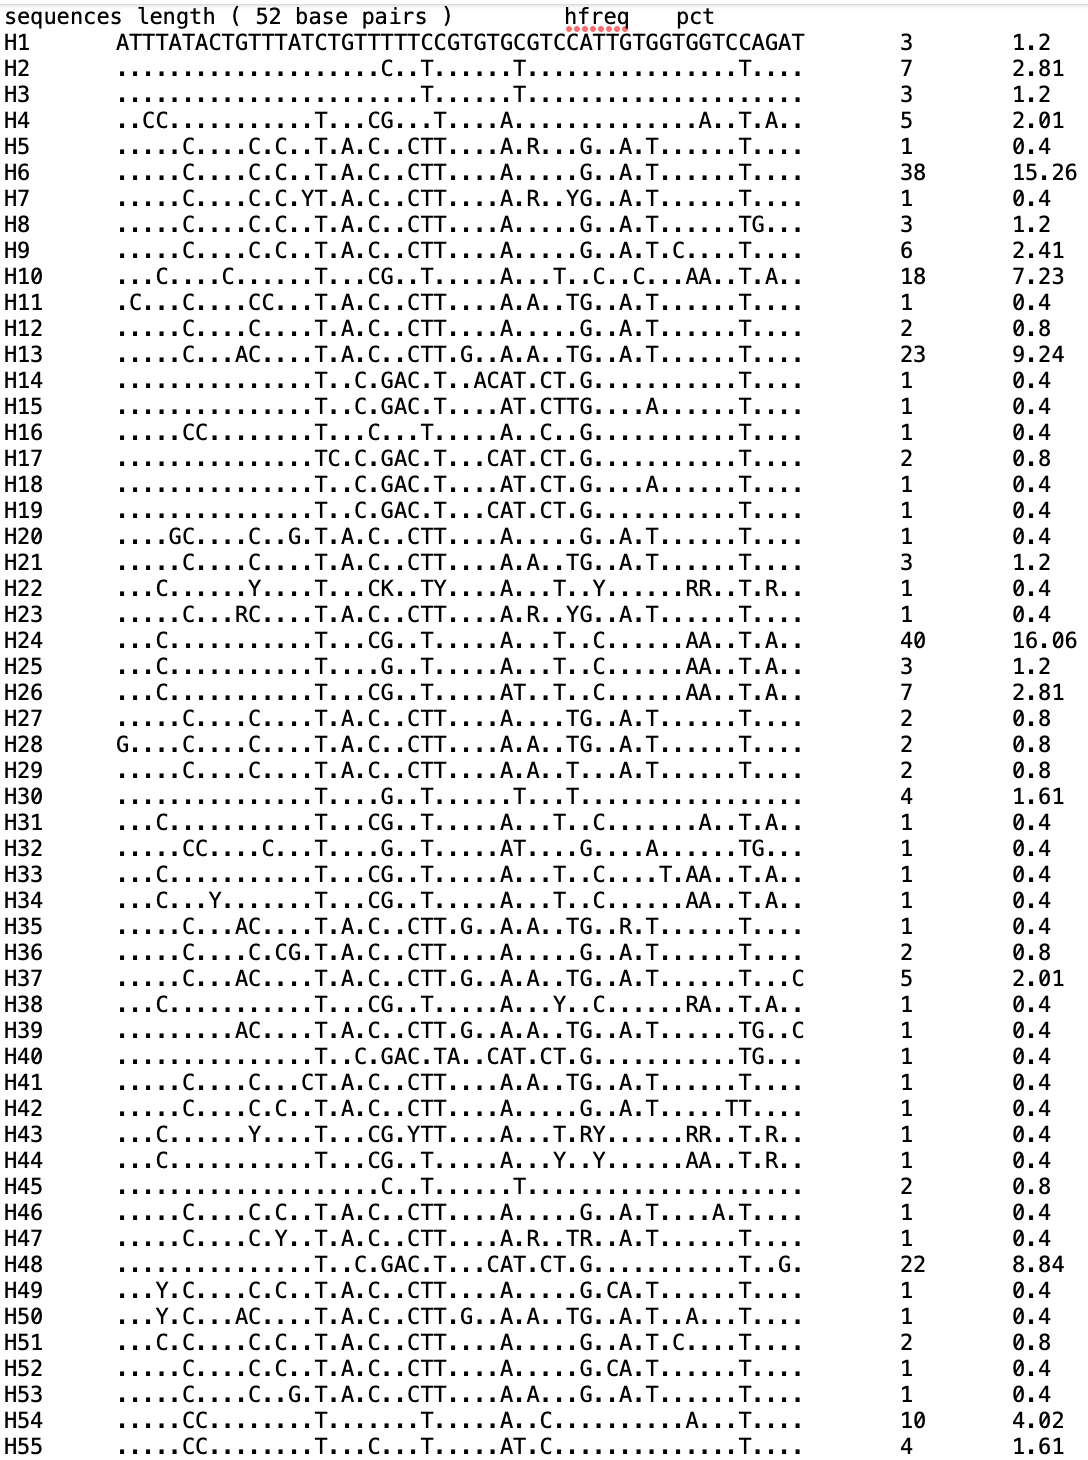 sequences length ( 52 base pairs ) hfreq pct
H1 ATTTATACTGTTTATCTGTTTTTCCGTGTGCGTCCATTGTGGTGGTCCAGAT 3 1.2
H2 ....................C..T......T................T.... 7 2.81
H3 .......................T......T..................... 3 1.2
H4 ..CC...........T...CG...T....A..............A..T.A.. 5 2.01
H5 .....C....C.C..T.A.C..CTT....A.R...G..A.T......T.... 1 0.4
H6 .....C....C.C..T.A.C..CTT....A.....G..A.T......T.... 38 15.26
H7 .....C....C.C.YT.A.C..CTT....A.R..YG..A.T......T.... 1 0.4
H8 .....C....C.C..T.A.C..CTT....A.....G..A.T......TG... 3 1.2
H9 .....C....C.C..T.A.C..CTT....A.....G..A.T.C....T.... 6 2.41
H10 ...C....C......T...CG..T.....A...T..C..C...AA..T.A.. 18 7.23
H11 .C...C....CC...T.A.C..CTT....A.A..TG..A.T......T.... 1 0.4
H12 .....C....C....T.A.C..CTT....A.....G..A.T......T.... 2 0.8
H13 .....C...AC....T.A.C..CTT.G..A.A..TG..A.T......T.... 23 9.24
H14 ...............T..C.GAC.T..ACAT.CT.G...........T.... 1 0.4
H15 ...............T..C.GAC.T....AT.CTTG....A......T.... 1 0.4
H16 .....CC........T...C...T.....A..C..G...........T.... 1 0.4
H17 ...............TC.C.GAC.T...CAT.CT.G...........T.... 2 0.8
H18 ...............T..C.GAC.T....AT.CT.G....A......T.... 1 0.4
H19 ...............T..C.GAC.T...CAT.CT.G...........T.... 1 0.4
H20 ....GC....C..G.T.A.C..CTT....A.....G..A.T......T.... 1 0.4
H21 .....C....C....T.A.C..CTT....A.A..TG..A.T......T.... 3 1.2
H22 ...C......Y....T...CK..TY....A...T..Y......RR..T.R.. 1 0.4
H23 .....C...RC....T.A.C..CTT....A.R..YG..A.T......T.... 1 0.4
H24 ...C...........T...CG..T.....A...T..C......AA..T.A.. 40 16.06
H25 ...C...........T....G..T.....A...T..C......AA..T.A.. 3 1.2
H26 ...C...........T...CG..T.....AT..T..C......AA..T.A.. 7 2.81
H27 .....C....C....T.A.C..CTT....A....TG..A.T......T.... 2 0.8
H28 G....C....C....T.A.C..CTT....A.A..TG..A.T......T.... 2 0.8
H29 .....C....C....T.A.C..CTT....A.A..T...A.T......T.... 2 0.8
H30 ...............T....G..T......T...T................. 4 1.61
H31 ...C...........T...CG..T.....A...T..C.......A..T.A.. 1 0.4
H32 .....CC....C...T....G..T.....AT....G....A......TG... 1 0.4
H33 ...C...........T...CG..T.....A...T..C....T.AA..T.A.. 1 0.4
H34 ...C...Y.......T...CG..T.....A...T..C......AA..T.A.. 1 0.4
H35 .....C...AC....T.A.C..CTT.G..A.A..TG..R.T......T.... 1 0.4
H36 .....C....C.CG.T.A.C..CTT....A.....G..A.T......T.... 2 0.8
H37 .....C...AC....T.A.C..CTT.G..A.A..TG..A.T......T...C 5 2.01
H38 ...C...........T...CG..T.....A...Y..C......RA..T.A.. 1 0.4
H39 .........AC....T.A.C..CTT.G..A.A..TG..A.T......TG..C 1 0.4
H40 ...............T..C.GAC.TA..CAT.CT.G...........TG... 1 0.4
H41 .....C....C...CT.A.C..CTT....A.A..TG..A.T......T.... 1 0.4
H42 .....C....C.C..T.A.C..CTT....A.....G..A.T.....TT.... 1 0.4
H43 ...C......Y....T...CG.YTT....A...T.RY......RR..T.R.. 1 0.4
H44 ...C...........T...CG..T.....A...Y..Y......AA..T.R.. 1 0.4
H45 ....................C..T......T..................... 2 0.8
H46 .....C....C.C..T.A.C..CTT....A.....G..A.T....A.T.... 1 0.4
H47 .....C....C.Y..T.A.C..CTT....A.R..TR..A.T......T.... 1 0.4
H48 ...............T..C.GAC.T...CAT.CT.G...........T..G. 22 8.84
H49 ...Y.C....C.C..T.A.C..CTT....A.....G.CA.T......T.... 1 0.4
H50 ...Y.C...AC....T.A.C..CTT.G..A.A..TG..A.T..A...T.... 1 0.4
H51 ...C.C....C.C..T.A.C..CTT....A.....G..A.T.C....T.... 2 0.8
H52 .....C....C.C..T.A.C..CTT....A.....G.CA.T......T.... 1 0.4
H53 .....C....C..G.T.A.C..CTT....A.A...G..A.T......T.... 1 0.4
H54 .....CC........T.......T.....A..C..........A...T.... 10 4.02
H55 .....CC........T...C...T.....AT.C..............T.... 4 1.61